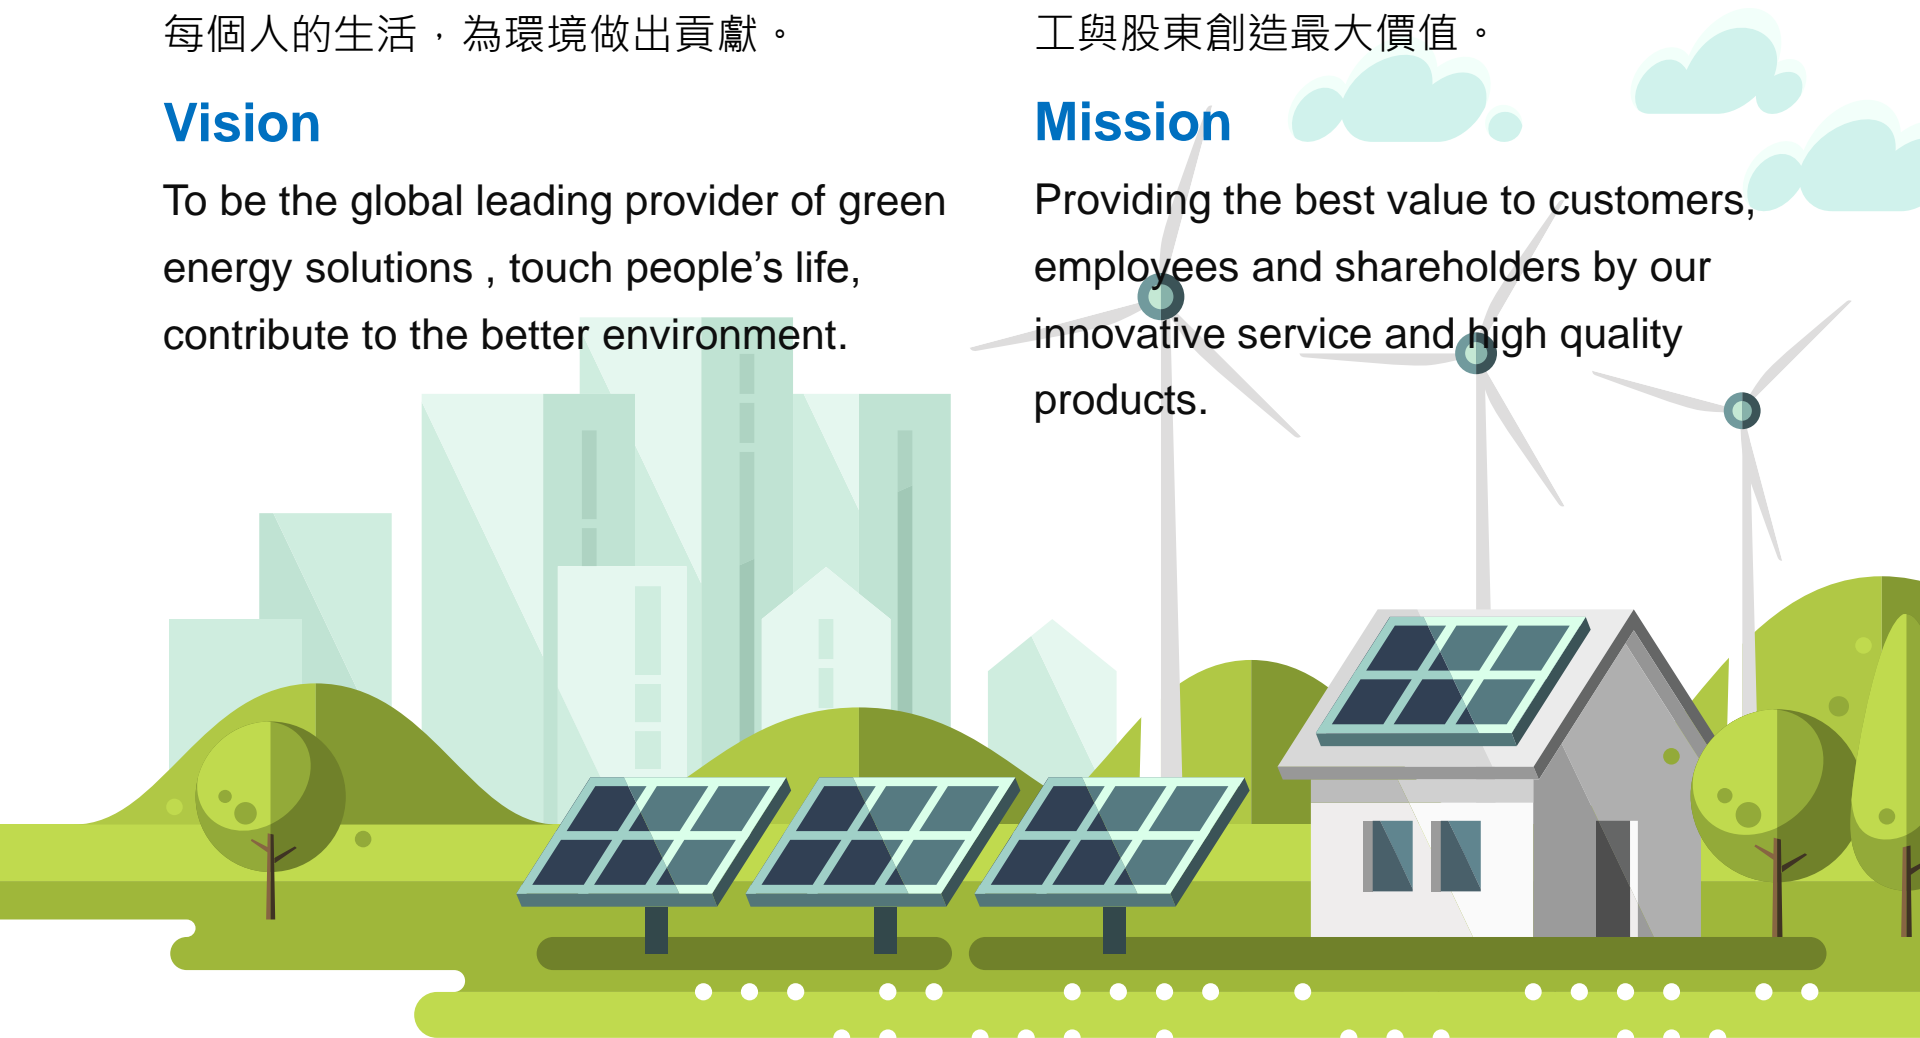 每個人的生活，為環境做出貢獻。
Vision
To be the global leading provider of green
energy solutions , touch people’s life,
contribute to the better environment.
工與股東創造最大價值。
Mission
Providing the best value to customers,
employees and shareholders by our
innovative service and high quality
products.